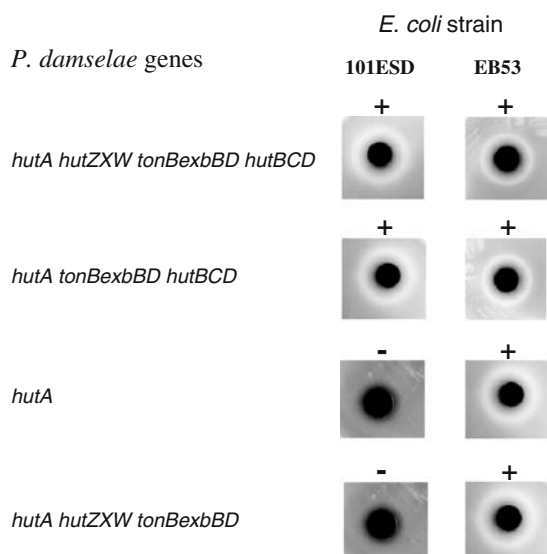 E. coli strain
P. damselae genes
101ESD EB53
+ +
hutA hutZXW tonBexbBD hutBCD
+ +
hutA tonBexbBD hutBCD
- +
hutA
- +
hutA hutZXW tonBexbBD